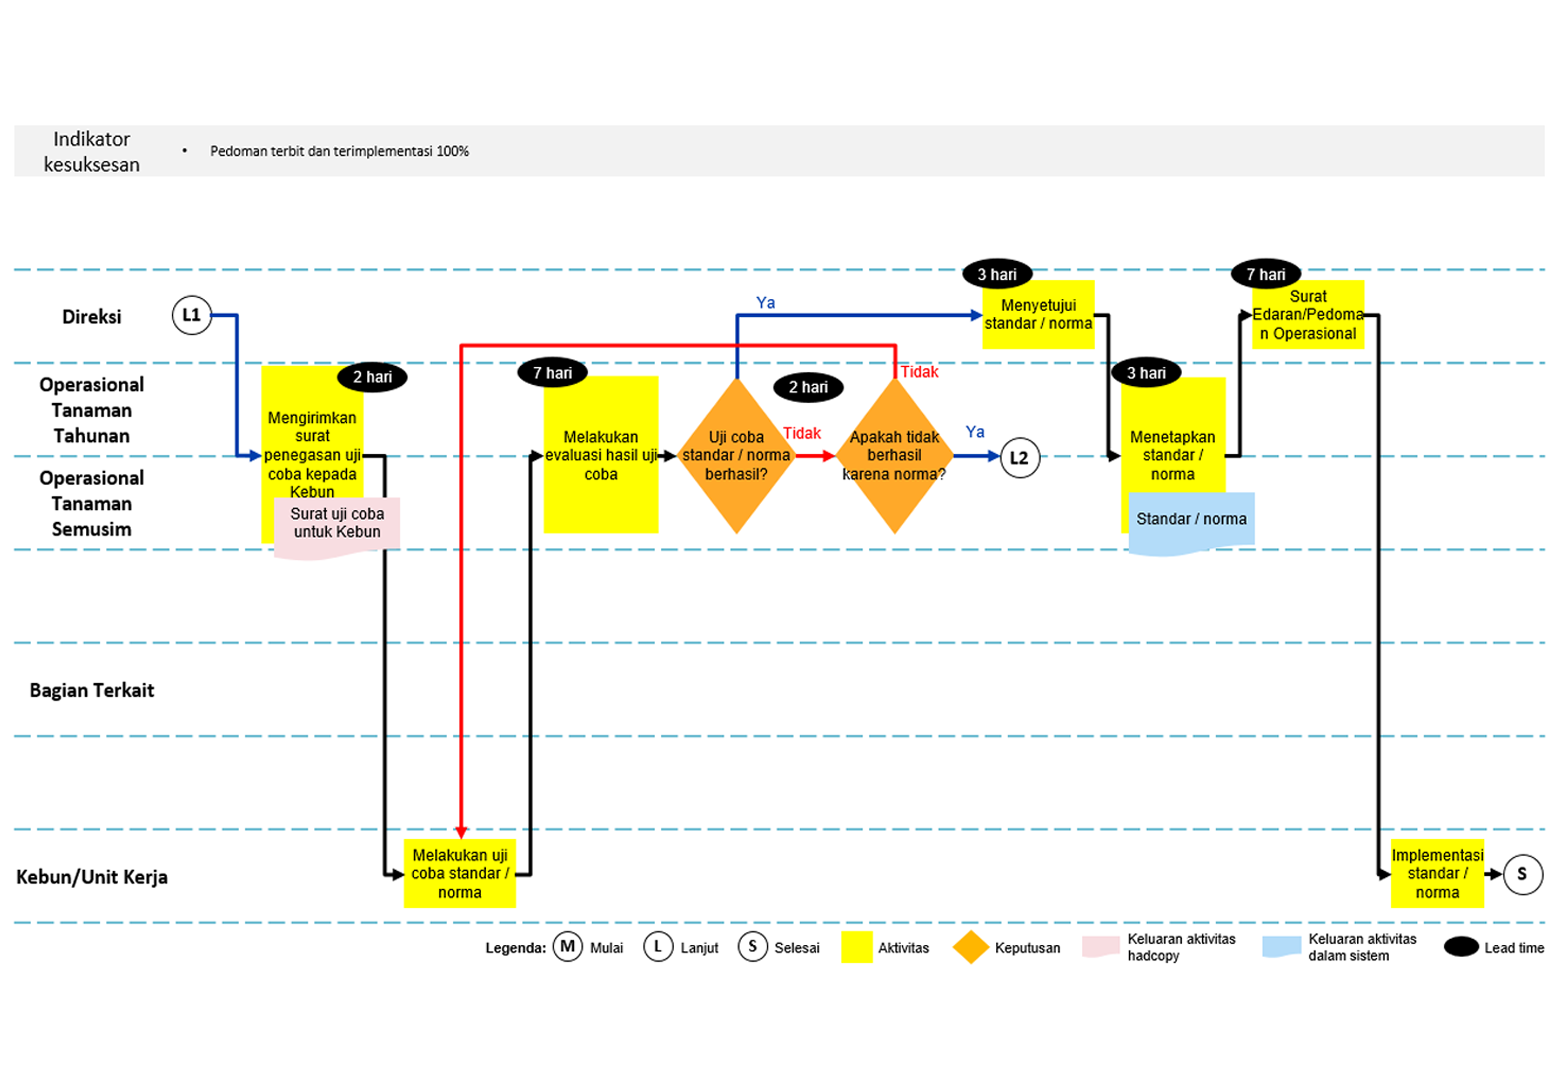 Indikator
kesuksesan
• Pedoman terbit dan terimplementasi 100%
Direksi
L1
Ya
3 hari
Menyetujui
standar / norma
7 hari
Surat
Edaran/Pedoma
n Operasional
Operasional
Tanaman
Tahunan
Operasional
Tanaman
Semusim
2 hari
Mengirimkan
surat
penegasan uji
coba kepada
Kebun
Surat uji coba
untuk Kebun
7 hari
Melakukan
evaluasi hasil uji
coba
Uji coba
standar / norma
berhasil?
2 hari
Tidak
Tidak
Apakah tidak
berhasil
karena norma?
Ya
L2
3 hari
Menetapkan
standar /
norma
Standar / norma
Bagian Terkait
Kebun/Unit Kerja
Melakukan uji
coba standar /
norma
Implementasi
standar /
norma
S
Legenda:
M
Mulai
L
Lanjut
S
Selesai
Aktivitas
Keputusan
Keluaran aktivitas
hadcopy
Keluaran aktivitas
dalam sistem
Lead time